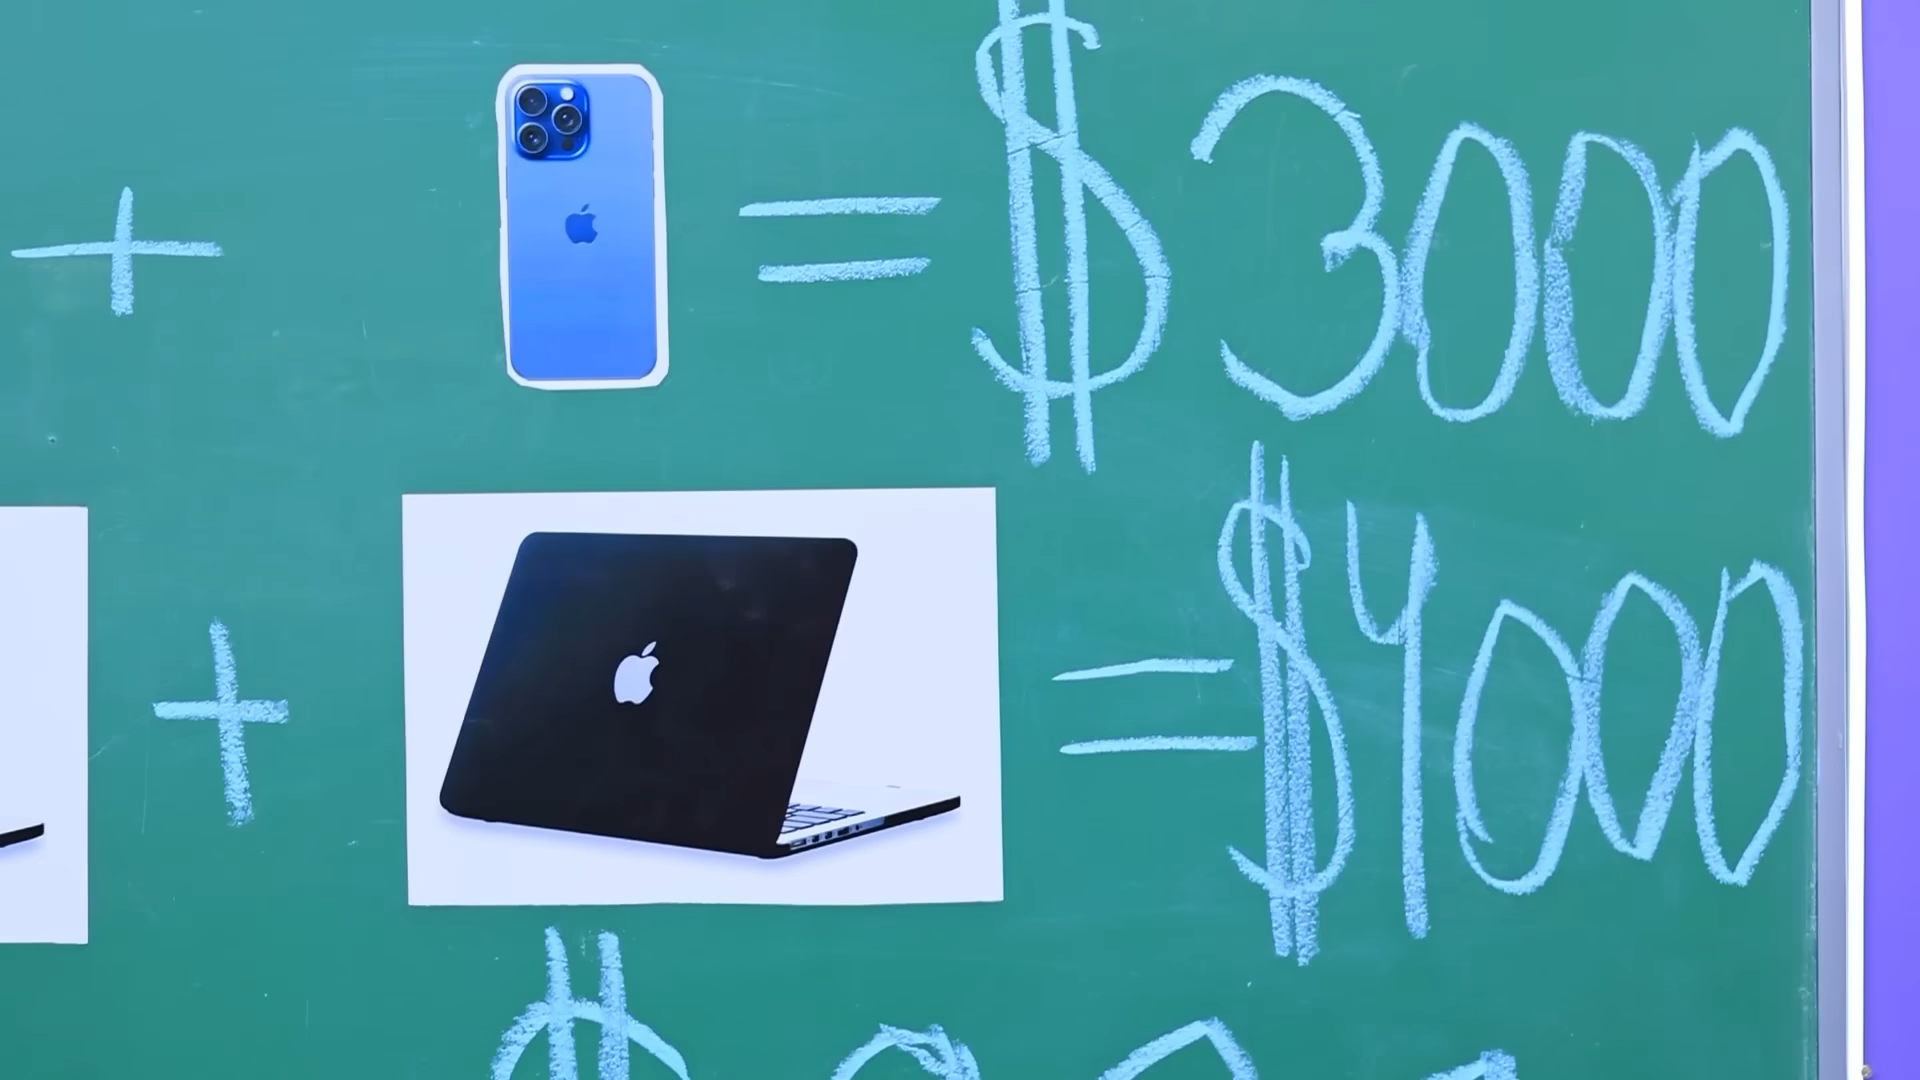 + = $3000
+ = $4000
$